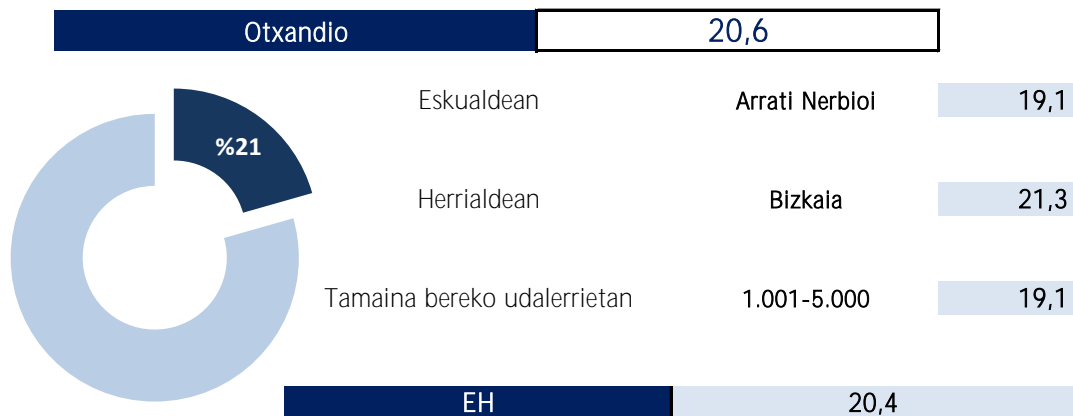 Otxandio 20,6
%21
Eskualdean Arrati Nerbioi 19,1
Herrialdean Bizkaia 21,3
Tamaina bereko udalerrietan 1.001-5.000 19,1
EH 20,4